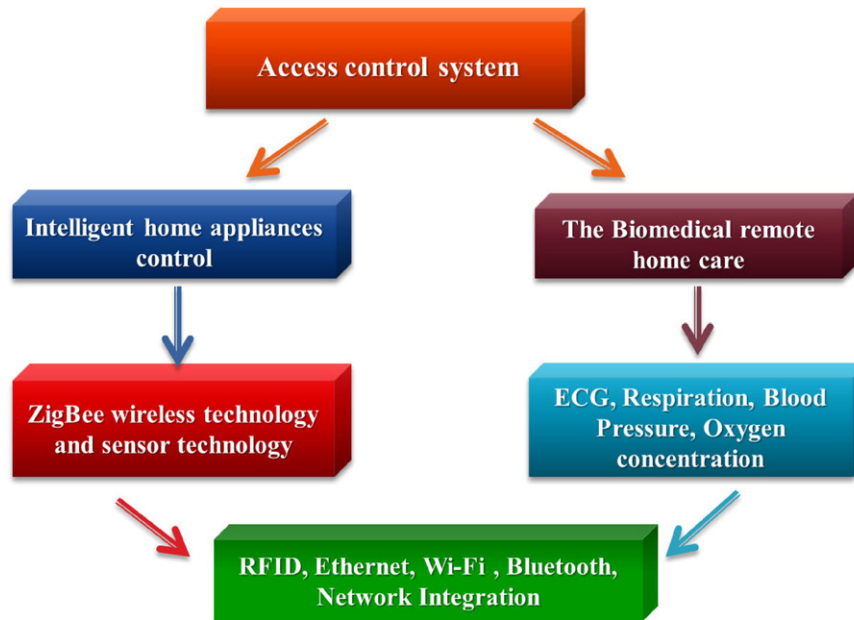 Access control system
Intelligent home appliances
control
The Biomedical remote
home care
ZigBee wireless technology
and sensor technology
ECG, Respiration, Blood
Pressure, Oxygen
concentration
RFID, Ethernet, Wi-Fi , Bluetooth,
Network Integration